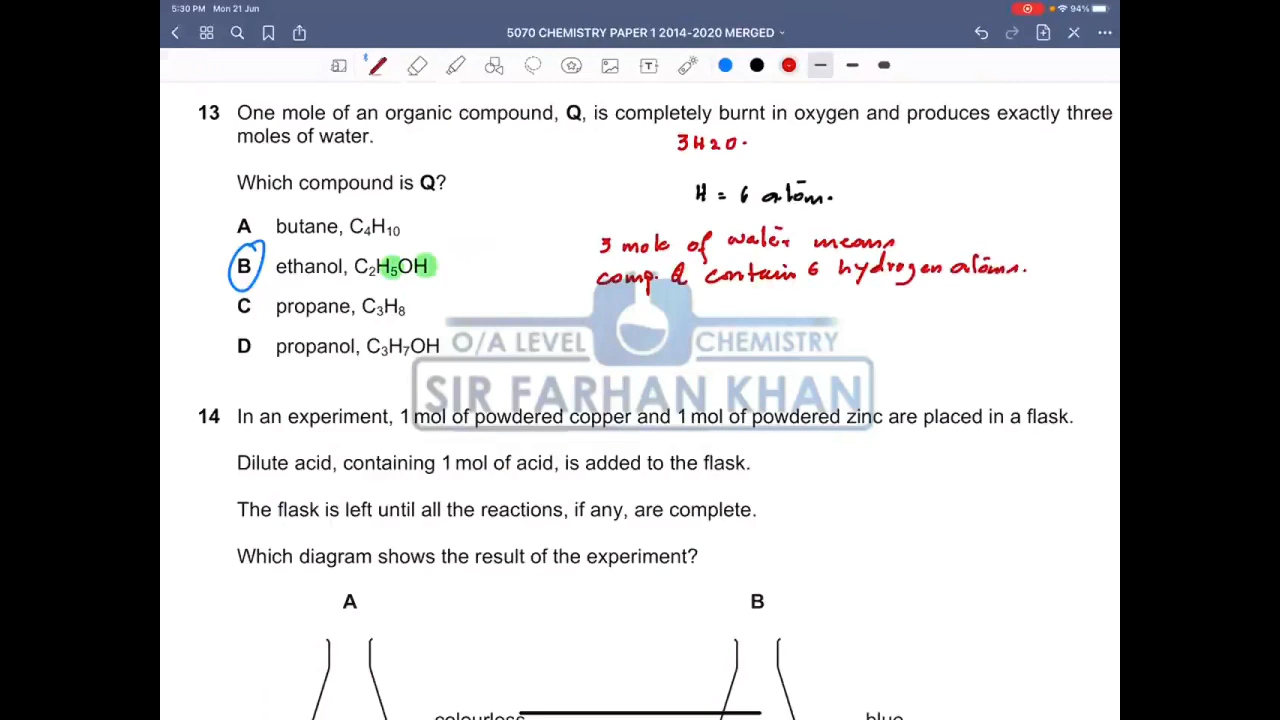 5:30 PM Mon 21 Jun
94%
5070 CHEMISTRY PAPER 1 2014-2020 MERGED
13 One mole of an organic compound, Q, is completely burnt in oxygen and produces exactly three
moles of water.
3H2O.
Which compound is Q?
H = 6 atom.
A butane, C₄H₁₀
3 mole of water means
B ethanol, C₂H₅OH
comp. Q contain 6 hydrogen atoms.
C propane, C₃H₈
D propanol, C₃H₇OH
O/A LEVEL CHEMISTRY
SIR FARHAN KHAN
14 In an experiment, 1 mol of powdered copper and 1 mol of powdered zinc are placed in a flask.
Dilute acid, containing 1 mol of acid, is added to the flask.
The flask is left until all the reactions, if any, are complete.
Which diagram shows the result of the experiment?
A B
colourless blue